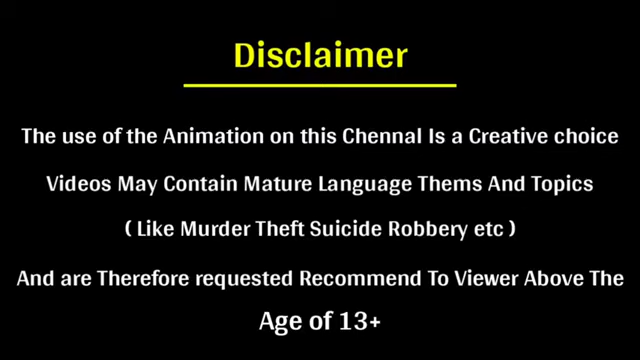 Disclaimer
The use of the Animation on this Chennal Is a Creative choice
Videos May Contain Mature Language Thems And Topics
( Like Murder Theft Suicide Robbery etc )
And are Therefore requested Recommend To Viewer Above The
Age of 13+